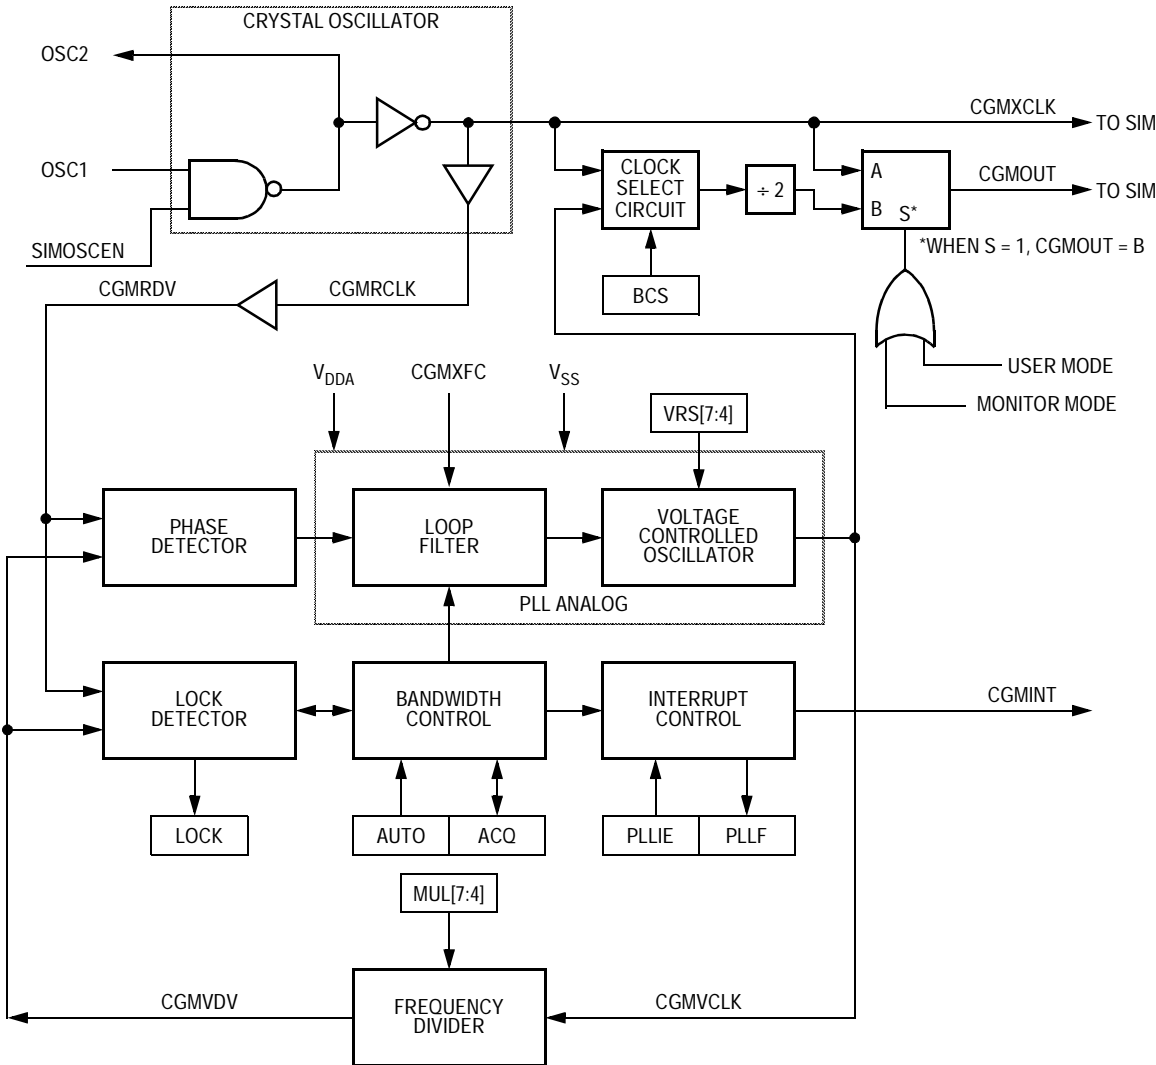 CRYSTAL OSCILLATOR
OSC2
CGMXCLK
TO SIM
OSC1
CLOCK
SELECT
CIRCUIT
÷ 2
A
B
S*
CGMOUT
TO SIM
*WHEN S = 1, CGMOUT = B
SIMOSCEN
CGMRDV
CGMRCLK
BCS
USER MODE
MONITOR MODE
VDDA
CGMXFC
VSS
VRS[7:4]
PHASE
DETECTOR
LOOP
FILTER
VOLTAGE
CONTROLLED
OSCILLATOR
PLL ANALOG
LOCK
DETECTOR
BANDWIDTH
CONTROL
INTERRUPT
CONTROL
CGMINT
LOCK
AUTO
ACQ
PLLIE
PLLF
MUL[7:4]
CGMVDV
FREQUENCY
DIVIDER
CGMVCLK